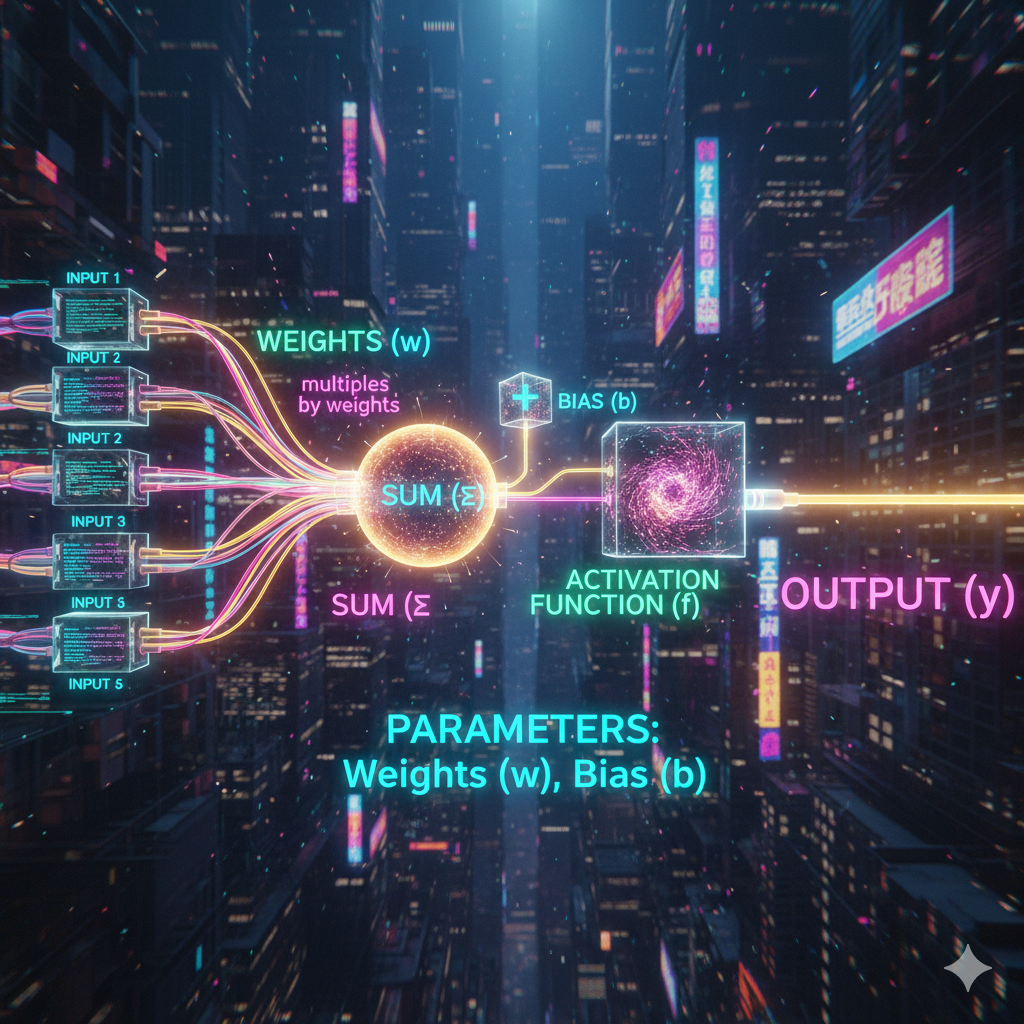 INPUT 1
INPUT 2
INPUT 2
INPUT 3
INPUT 5
INPUT 5
WEIGHTS (w)
multiples
by weights
SUM (Σ)
SUM (Σ
BIAS (b)
ACTIVATION
FUNCTION (f)
OUTPUT (y)
PARAMETERS:
Weights (w), Bias (b)